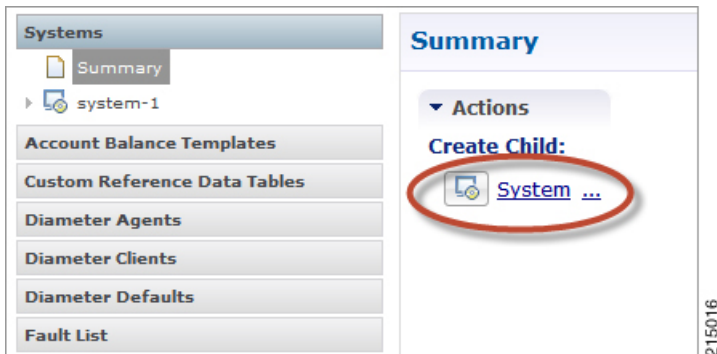 Systems
Summary
system-1
Account Balance Templates
Custom Reference Data Tables
Diameter Agents
Diameter Clients
Diameter Defaults
Fault List
Summary
Actions
Create Child:
System ...
215016